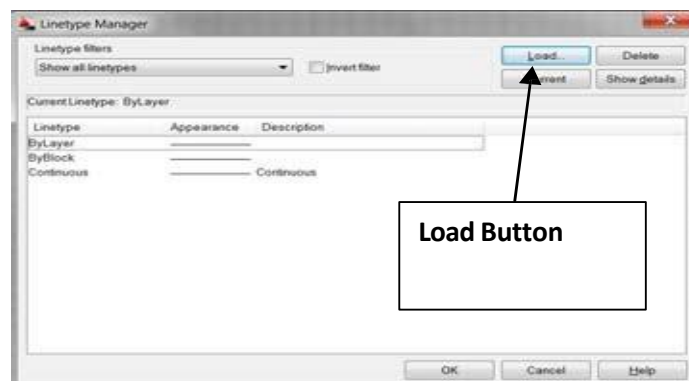 Linetype Manager
Linetype filters
Show all linetypes
Invert filter
Load...
Delete
Current
Show details
Current Linetype: ByLayer
Linetype Appearance Description
ByLayer
ByBlock
Continuous Continuous
Load Button
OK Cancel Help